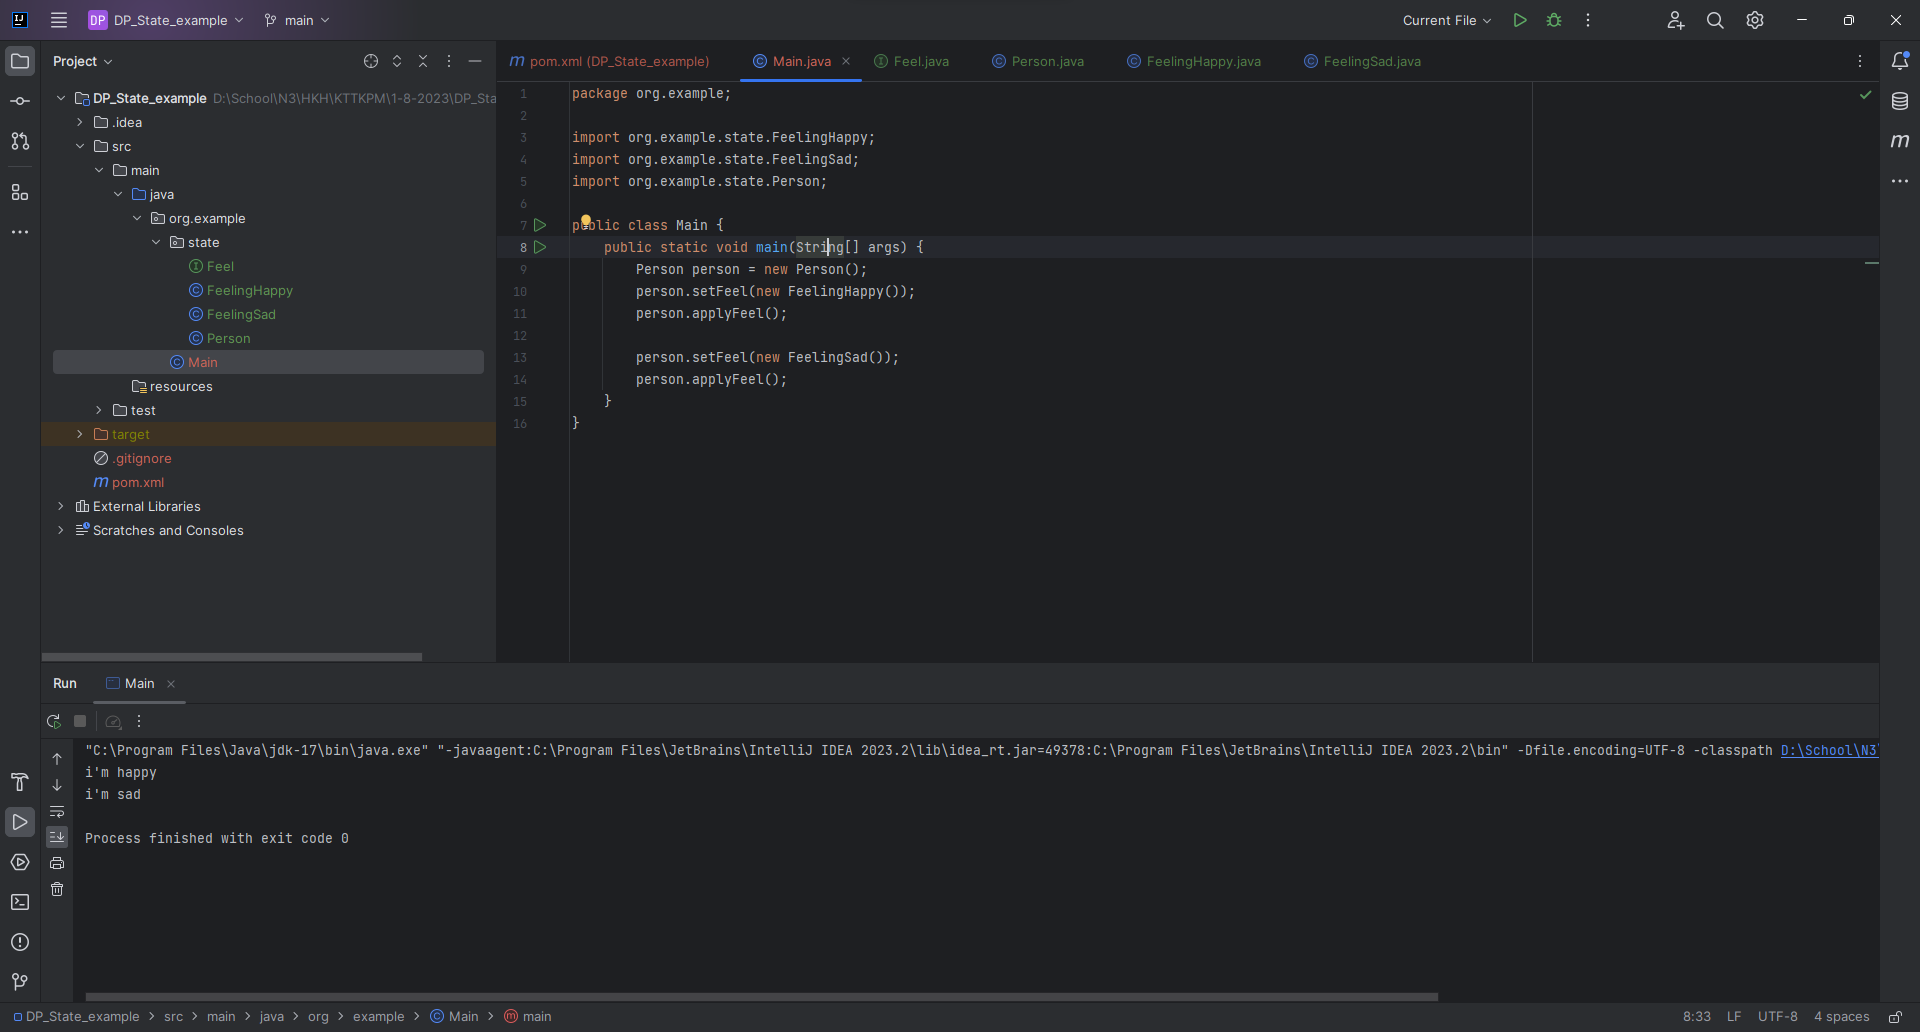 IJ DP DP_State_example main Current File
Project
pom.xml (DP_State_example) Main.java Feel.java Person.java FeelingHappy.java FeelingSad.java
DP_State_example D:\School\N3\HKH\KTTKPM\1-8-2023\DP_Sta
.idea
src
main
java
org.example
state
Feel
FeelingHappy
FeelingSad
Person
Main
resources
test
target
.gitignore
pom.xml
External Libraries
Scratches and Consoles
1 package org.example;
2
3 import org.example.state.FeelingHappy;
4 import org.example.state.FeelingSad;
5 import org.example.state.Person;
6
7 public class Main {
8 public static void main(String[] args) {
9 Person person = new Person();
10 person.setFeel(new FeelingHappy());
11 person.applyFeel();
12
13 person.setFeel(new FeelingSad());
14 person.applyFeel();
15 }
16 }
Run Main
"C:\Program Files\Java\jdk-17\bin\java.exe" "-javaagent:C:\Program Files\JetBrains\IntelliJ IDEA 2023.2\lib\idea_rt.jar=49378:C:\Program Files\JetBrains\IntelliJ IDEA 2023.2\bin" -Dfile.encoding=UTF-8 -classpath D:\School\N3\
i'm happy
i'm sad
Process finished with exit code 0
DP_State_example > src > main > java > org > example > Main > main 8:33 LF UTF-8 4 spaces